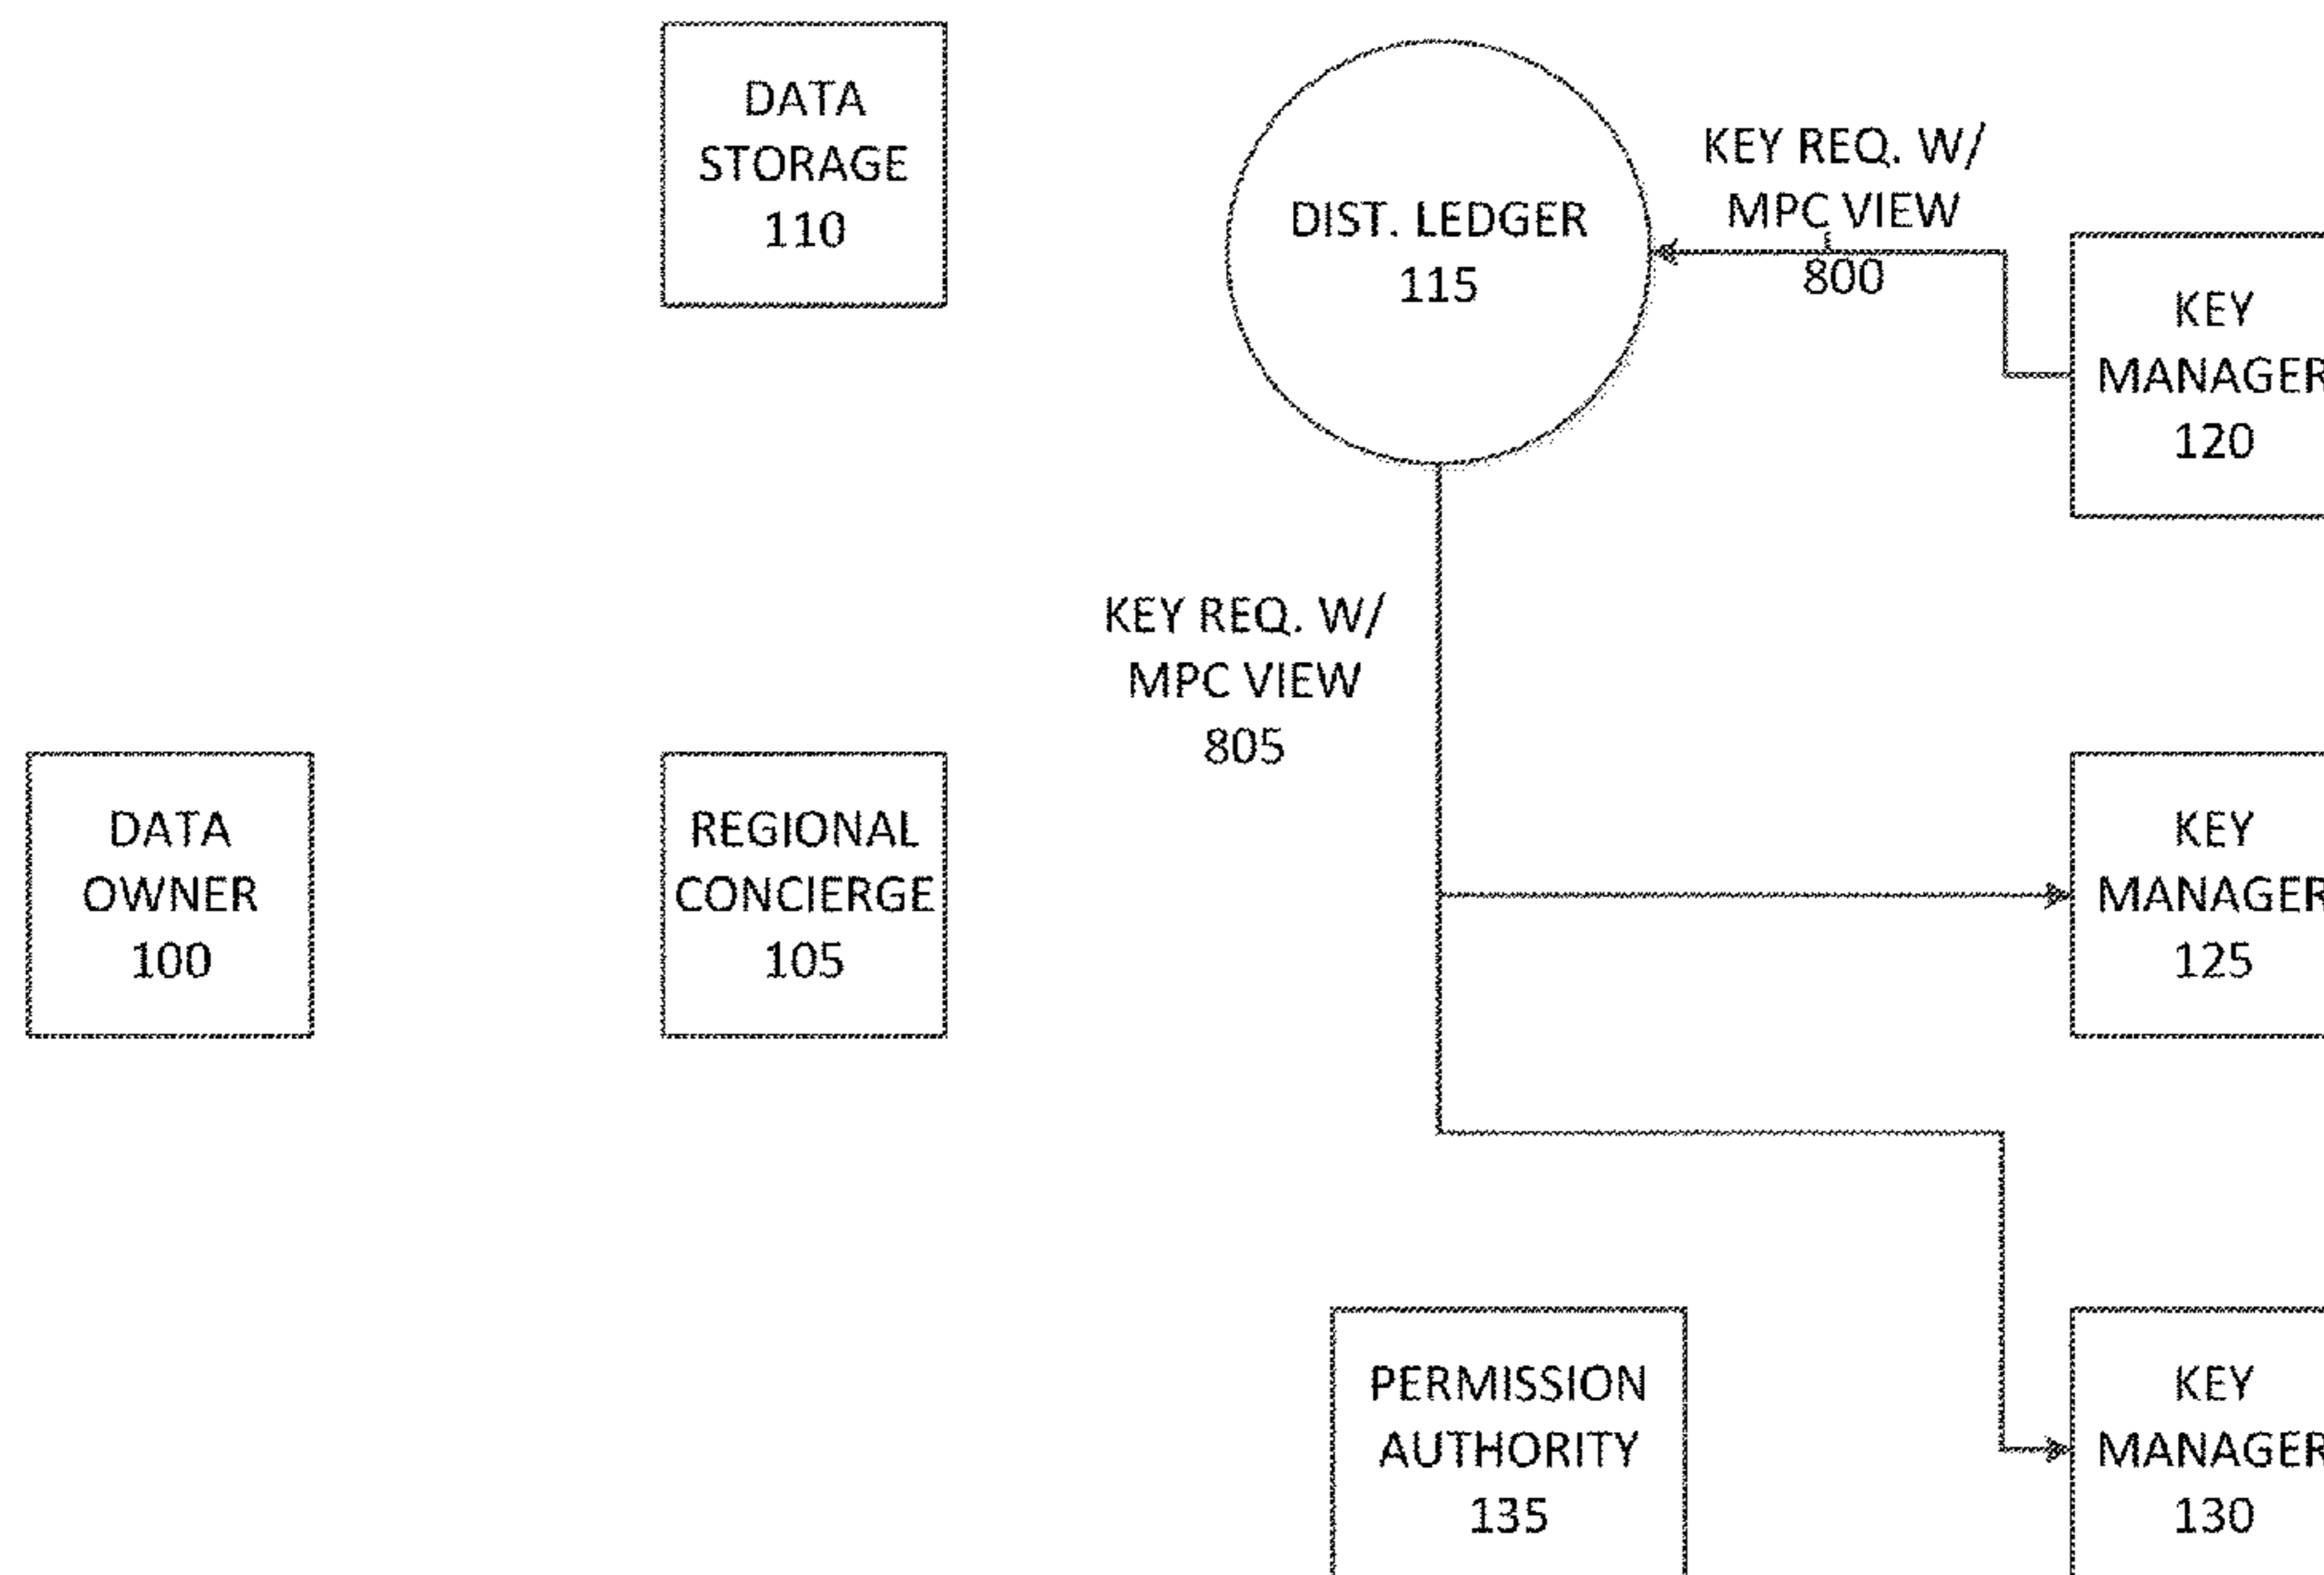 DATA
STORAGE
110
DIST. LEDGER
115
KEY REQ. W/
MPC VIEW
800
KEY
MANAGER
120
KEY REQ. W/
MPC VIEW
805
DATA
OWNER
100
REGIONAL
CONCIERGE
105
KEY
MANAGER
125
PERMISSION
AUTHORITY
135
KEY
MANAGER
130